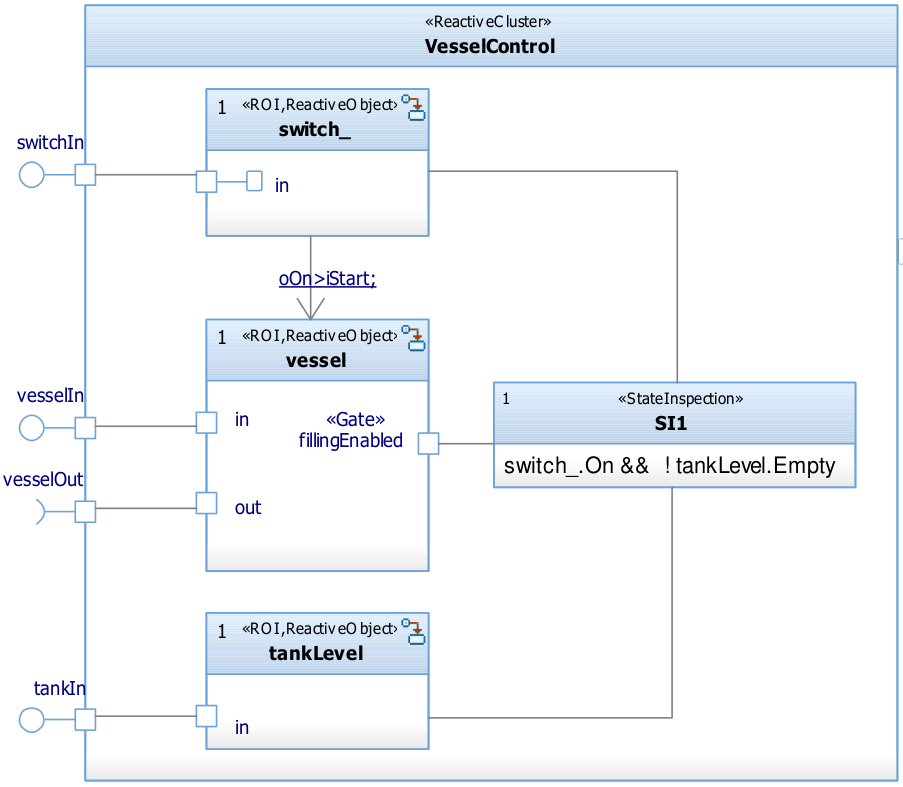 «ReactiveCluster»
VesselControl
1 «ROI,ReactiveObject»
switch_
switchIn
in
oOn>iStart;
1 «ROI,ReactiveObject»
vessel
vesselIn
in
«Gate»
fillingEnabled
1 «StateInspection»
SI1
switch_.On && ! tankLevel.Empty
vesselOut
out
1 «ROI,ReactiveObject»
tankLevel
tankIn
in